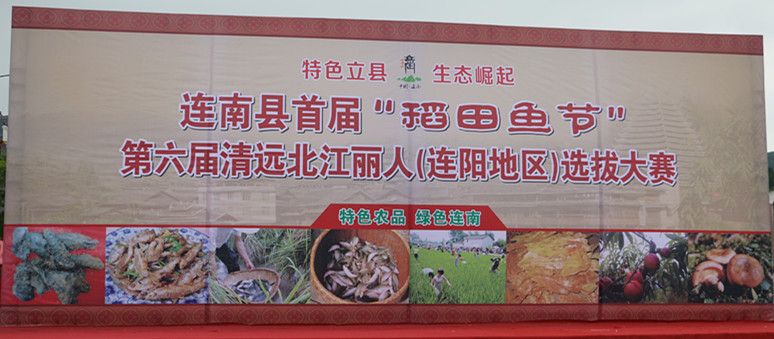 特色立县 生态崛起
连南县首届“稻田鱼节”
第六届清远北江丽人(连阳地区)选拔大赛
特色农品 绿色连南